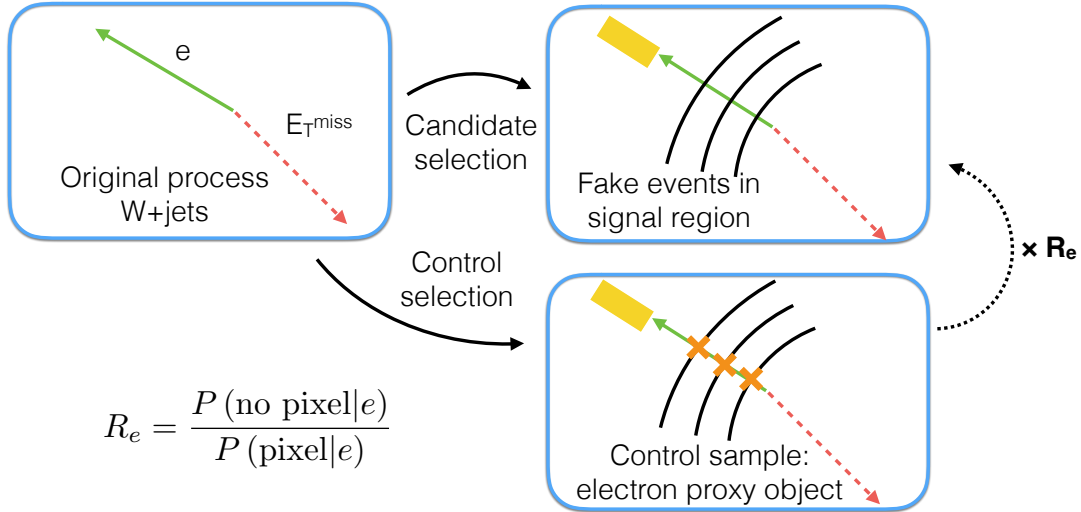 e
E_T^miss
Original process
W+jets
Candidate
selection
Fake events in
signal region
× R_e
Control
selection
R_e = P (no pixel|e) / P (pixel|e)
Control sample:
electron proxy object